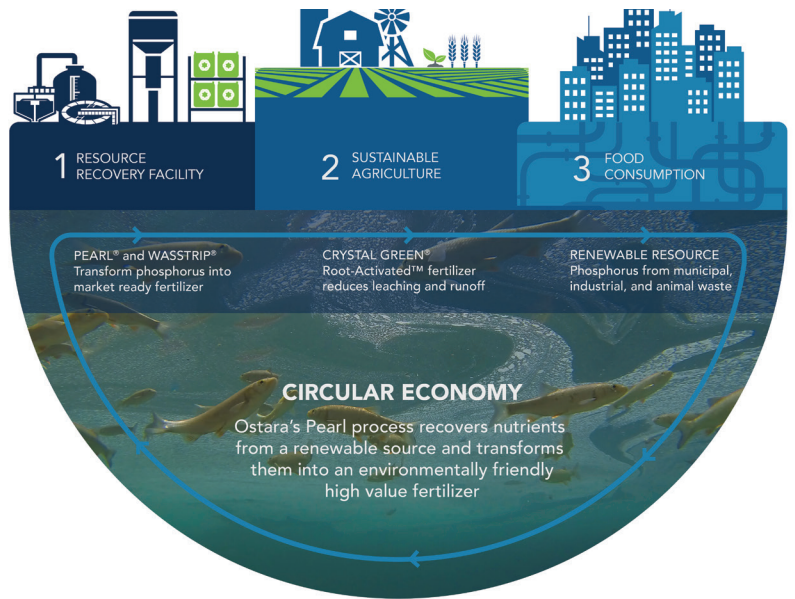 1 RESOURCE
RECOVERY FACILITY
2 SUSTAINABLE
AGRICULTURE
3 FOOD
CONSUMPTION
PEARL® and WASSTRIP®
Transform phosphorus into
market ready fertilizer
CRYSTAL GREEN®
Root-Activated™ fertilizer
reduces leaching and runoff
RENEWABLE RESOURCE
Phosphorus from municipal,
industrial, and animal waste
CIRCULAR ECONOMY
Ostara's Pearl process recovers nutrients
from a renewable source and transforms
them into an environmentally friendly
high value fertilizer